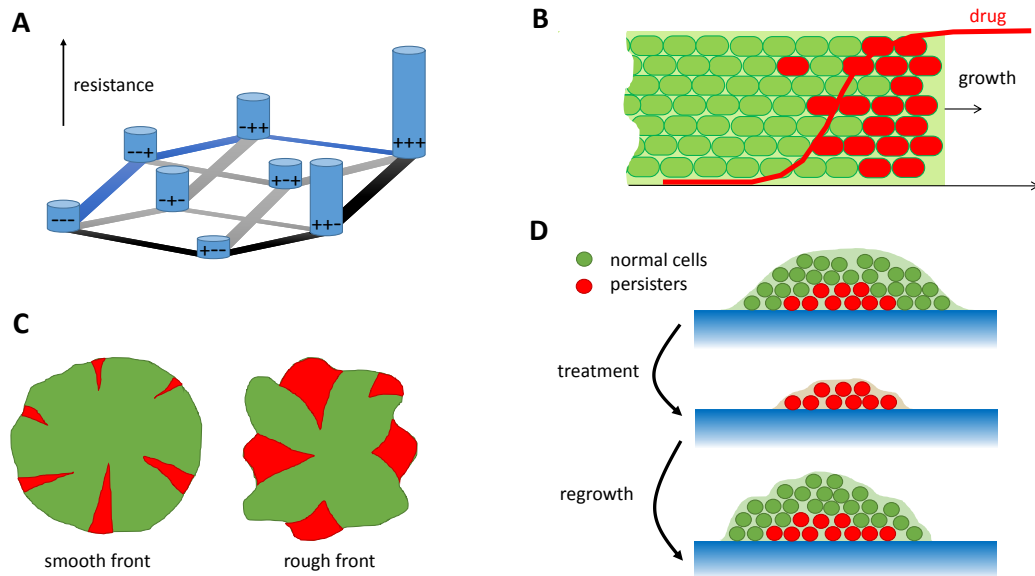 A
resistance
-++
--+
+++
+-+
-+-
++-
---
+--
B
drug
growth
C
smooth front
rough front
D
normal cells
persisters
treatment
regrowth